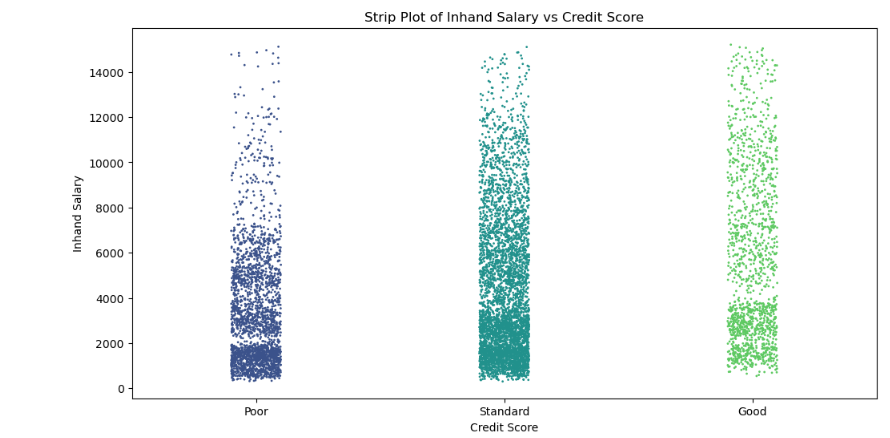 Strip Plot of Inhand Salary vs Credit Score
14000
12000
10000
8000
6000
4000
2000
0
Inhand Salary
Poor Standard Good
Credit Score